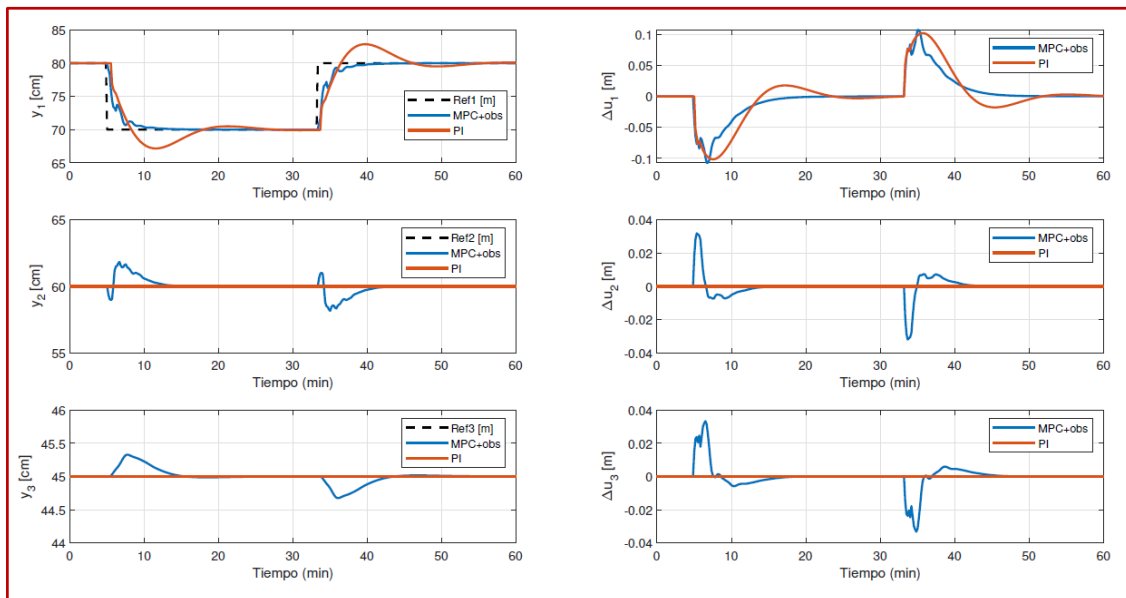 85
80
75
70
65
y1 [cm]
Ref1 [m]
MPC+obs
PI
0 10 20 30 40 50 60
Tiempo (min)
0.1
0.05
0
-0.05
-0.1
Δu1 [m]
MPC+obs
PI
0 10 20 30 40 50 60
Tiempo (min)
65
60
55
y2 [cm]
Ref2 [m]
MPC+obs
PI
0 10 20 30 40 50 60
Tiempo (min)
0.04
0.02
0
-0.02
-0.04
Δu2 [m]
MPC+obs
PI
0 10 20 30 40 50 60
Tiempo (min)
46
45.5
45
44.5
44
y3 [cm]
Ref3 [m]
MPC+obs
PI
0 10 20 30 40 50 60
Tiempo (min)
0.04
0.02
0
-0.02
-0.04
Δu3 [m]
MPC+obs
PI
0 10 20 30 40 50 60
Tiempo (min)